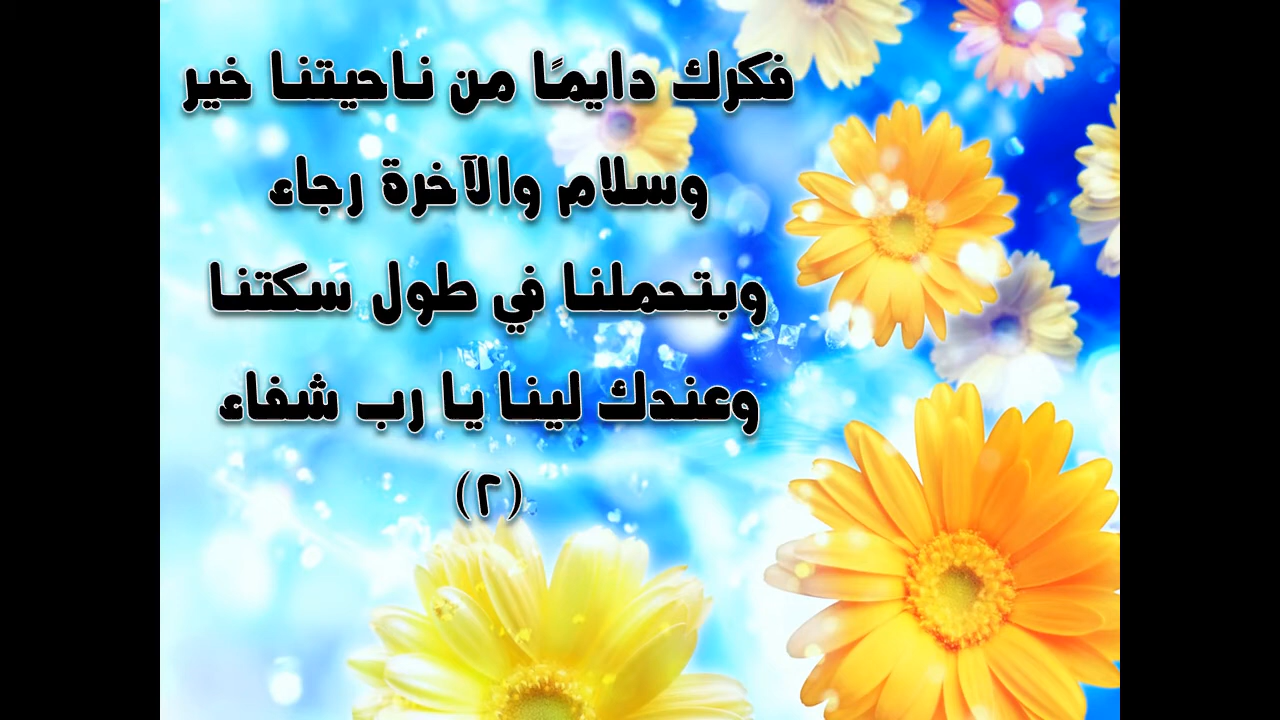 فكرك دايمًا من ناحيتنا خير
وسلام والآخرة رجاء
وبتحملنا في طول سكتنا
وعندك لينا يا رب شفاء
(٢)